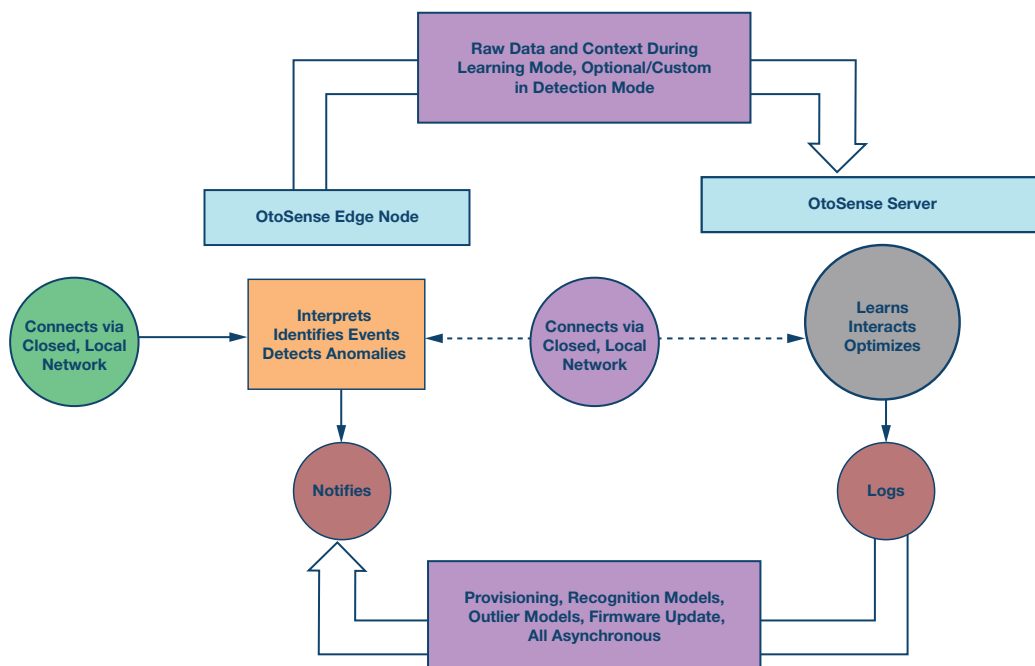 Raw Data and Context During
Learning Mode, Optional/Custom
in Detection Mode
OtoSense Edge Node
OtoSense Server
Connects via
Closed, Local
Network
Interprets
Identifies Events
Detects Anomalies
Connects via
Closed, Local
Network
Learns
Interacts
Optimizes
Notifies
Logs
Provisioning, Recognition Models,
Outlier Models, Firmware Update,
All Asynchronous